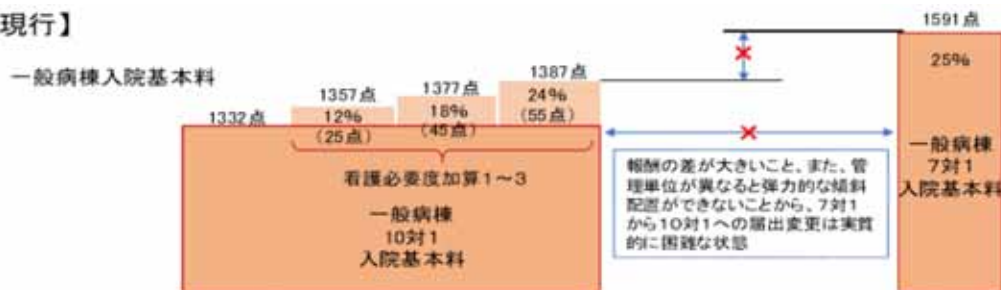 現行】
一般病棟入院基本料
1332点
1357点
12%
(25点)
1377点
18%
(45点)
1387点
24%
(55点)
看護必要度加算1～3
一般病棟
10対1
入院基本料
報酬の差が大きいこと、また、管
理単位が異なると弾力的な傾斜
配置ができないことから、7対1
から10対1への届出変更は実質
的に困難な状態
1591点
25%
一般病棟
7対1
入院基本料